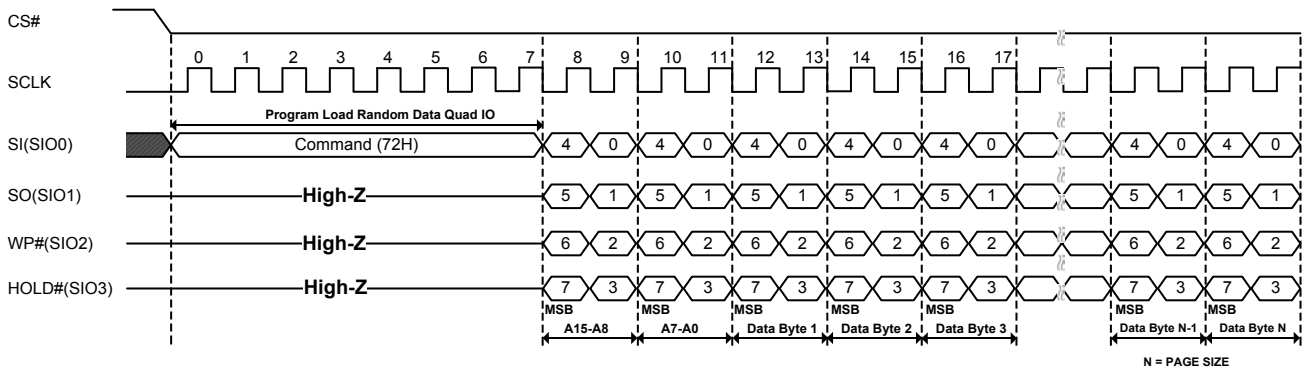 CS#
0 1 2 3 4 5 6 7 8 9 10 11 12 13 14 15 16 17
SCLK
Program Load Random Data Quad IO
SI(SIO0) Command (72H) 4 0 4 0 4 0 4 0 4 0 4 0 4 0
SO(SIO1) High-Z 5 1 5 1 5 1 5 1 5 1 5 1 5 1
WP#(SIO2) High-Z 6 2 6 2 6 2 6 2 6 2 6 2 6 2
HOLD#(SIO3) High-Z 7 3 7 3 7 3 7 3 7 3 7 3 7 3
MSB MSB MSB MSB MSB MSB MSB
A15-A8 A7-A0 Data Byte 1 Data Byte 2 Data Byte 3 Data Byte N-1 Data Byte N
N = PAGE SIZE